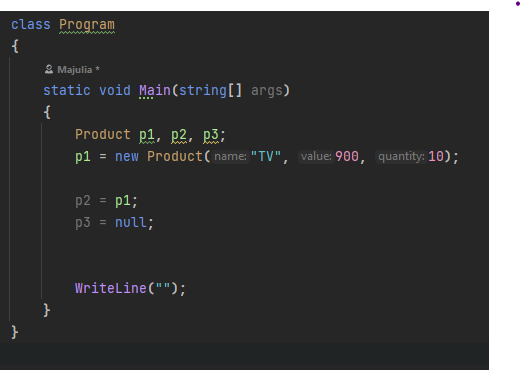 class Program
{
Majulia *
static void Main(string[] args)
{
Product p1, p2, p3;
p1 = new Product( name: "TV", value: 900, quantity: 10);
p2 = p1;
p3 = null;
WriteLine("");
}
}